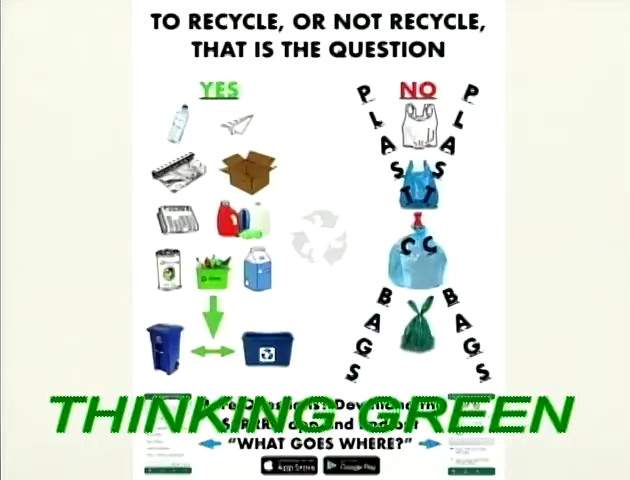 TO RECYCLE, OR NOT RECYCLE,
THAT IS THE QUESTION
YES
NO
PLASTIC
BAGS
PLASTIC
BAGS
THINKING GREEN
"WHAT GOES WHERE?"
App Store
Google Play